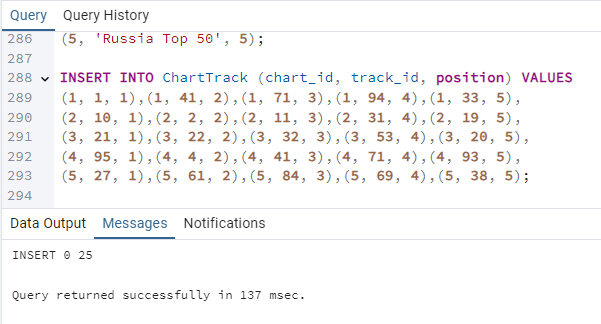 Query Query History
286 (5, 'Russia Top 50', 5);
287
288 INSERT INTO ChartTrack (chart_id, track_id, position) VALUES
289 (1, 1, 1),(1, 41, 2),(1, 71, 3),(1, 94, 4),(1, 33, 5),
290 (2, 10, 1),(2, 2, 2),(2, 11, 3),(2, 31, 4),(2, 19, 5),
291 (3, 21, 1),(3, 22, 2),(3, 32, 3),(3, 53, 4),(3, 20, 5),
292 (4, 95, 1),(4, 4, 2),(4, 41, 3),(4, 71, 4),(4, 93, 5),
293 (5, 27, 1),(5, 61, 2),(5, 84, 3),(5, 69, 4),(5, 38, 5);
294
Data Output Messages Notifications
INSERT 0 25
Query returned successfully in 137 msec.